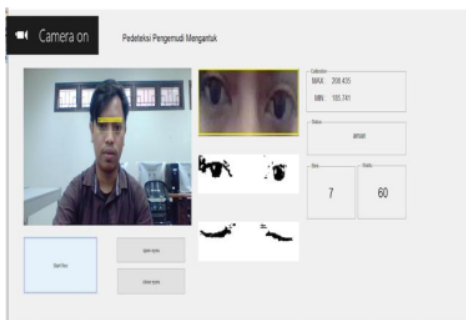 Camera on
Pedeteksi Pengemudi Mengantuk
Calibration
MAX: 208.435
MIN: 185.741
Status
aman
7
60
open eyes
close eyes